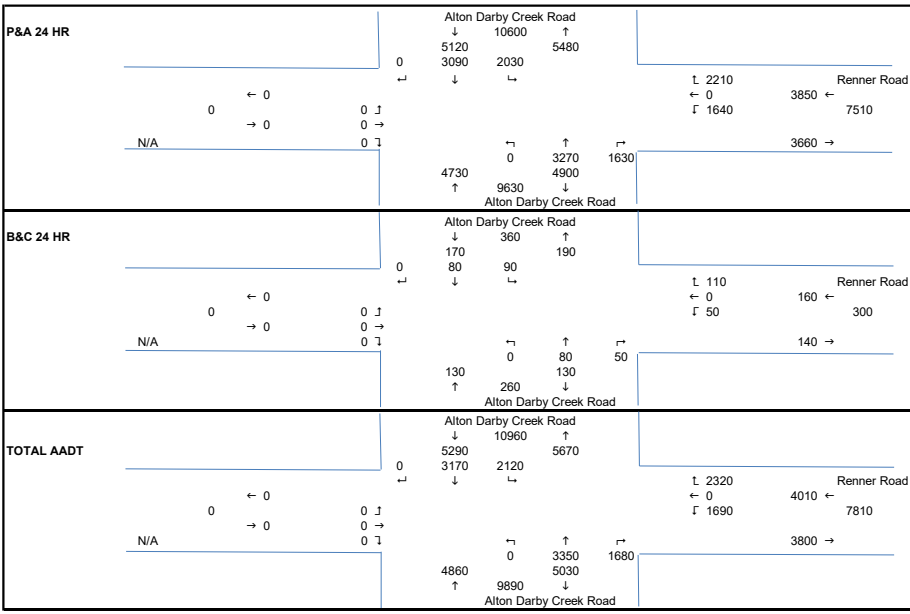 Alton Darby Creek Road
P&A 24 HR ↓ 10600 ↑
5120 5480
0 3090 2030
↵ ↓ ↳
↰ 2210 Renner Road
← 0 ← 0 3850 ←
0 0 ↥ ↧ 1640 7510
→ 0 0 →
N/A 0 ↴ ↰ ↑ ↱ 3660 →
0 3270 1630
4730 4900
↑ 9630 ↓
Alton Darby Creek Road
Alton Darby Creek Road
B&C 24 HR ↓ 360 ↑
170 190
0 80 90
↵ ↓ ↳
↰ 110 Renner Road
← 0 ← 0 160 ←
0 0 ↥ ↧ 50 300
→ 0 0 →
N/A 0 ↴ ↰ ↑ ↱ 140 →
0 80 50
130 130
↑ 260 ↓
Alton Darby Creek Road
Alton Darby Creek Road
↓ 10960 ↑
TOTAL AADT 5290 5670
0 3170 2120
↵ ↓ ↳
↰ 2320 Renner Road
← 0 ← 0 4010 ←
0 0 ↥ ↧ 1690 7810
→ 0 0 →
N/A 0 ↴ ↰ ↑ ↱ 3800 →
0 3350 1680
4860 5030
↑ 9890 ↓
Alton Darby Creek Road